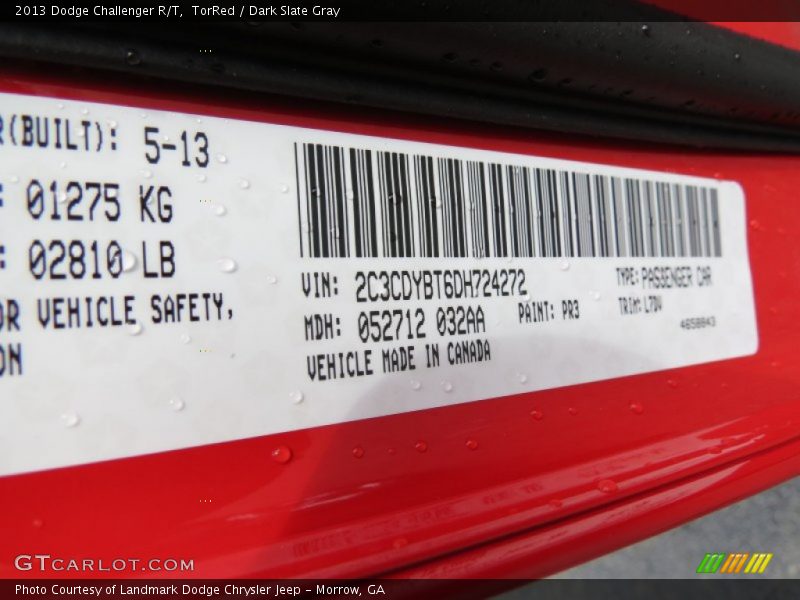 2013 Dodge Challenger R/T, TorRed / Dark Slate Gray
R(BUILT): 5-13
: 01275 KG
: 02810 LB
OR VEHICLE SAFETY,
ON
VIN: 2C3CDYBT6DH724272
TYPE: PASSENGER CAR
MDH: 052712 032AA
PAINT: PR3
TRIM: L7DV
VEHICLE MADE IN CANADA
4658843
GTCARLOT.COM
Photo Courtesy of Landmark Dodge Chrysler Jeep - Morrow, GA